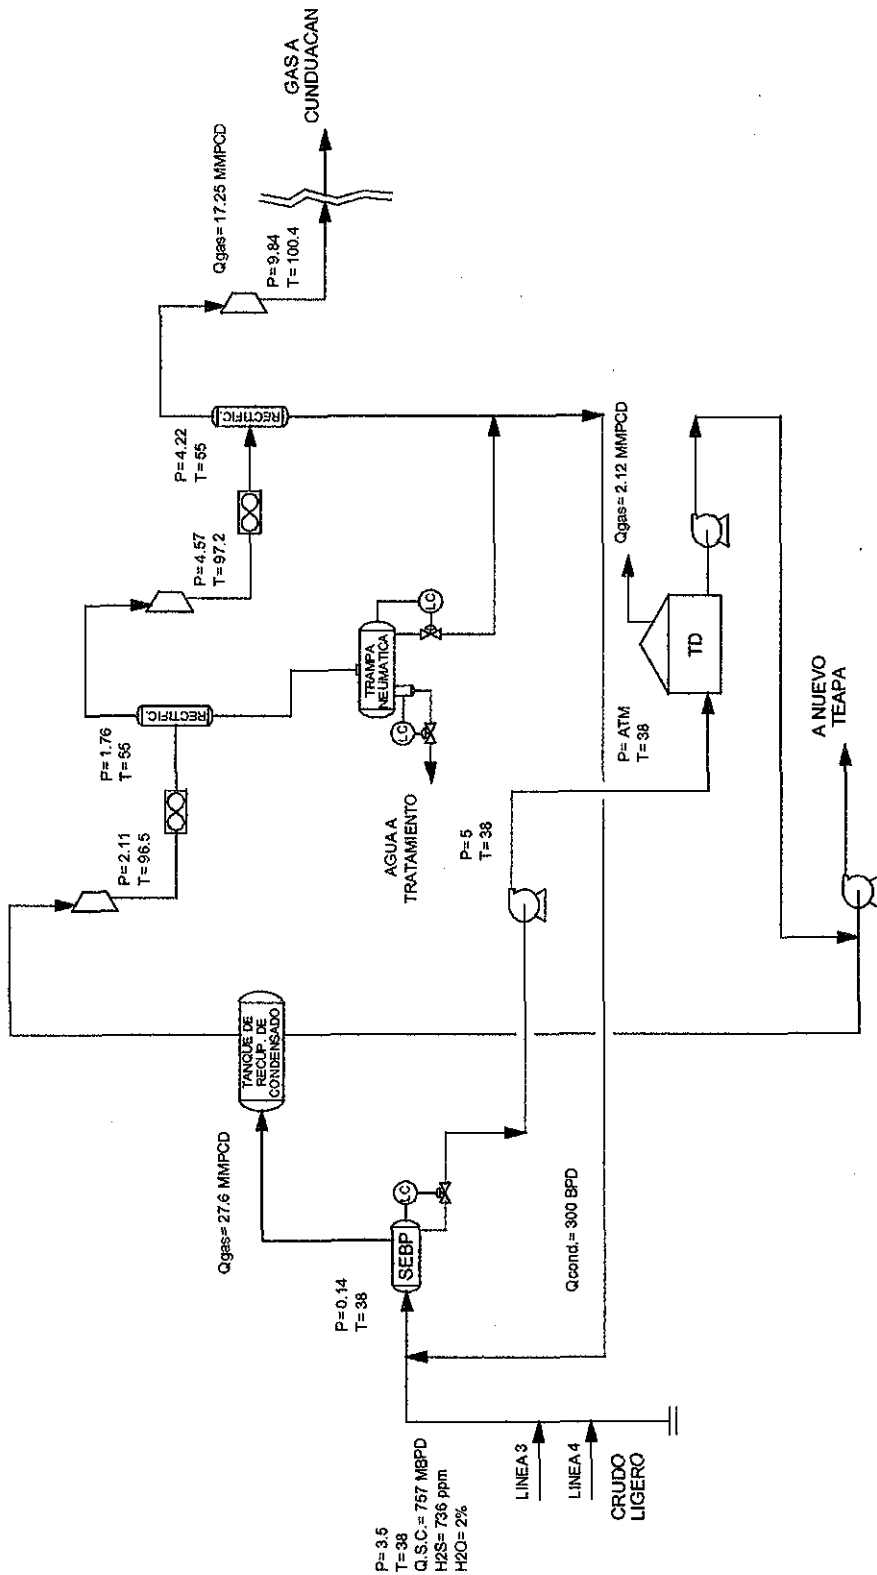 P=3.5
T=38
Q.S.C.= 757 MBPD
H2S= 736 ppm
H2O= 2%
LINEA 3
LINEA 4
CRUDO
LIGERO
P=0.14
T=38
SEBP
LC
Qcond.= 300 BPD
Qgas= 27.6 MMPCD
TANQUE DE
RECUP. DE
CONDENSADO
P=2.11
T=96.5
P=1.76
T=55
RECTIFIC.
AGUA A
TRATAMIENTO
LC
TRAMPA
NEUMATICA
LC
P=4.57
T=97.2
P=4.22
T=55
RECTIFIC.
Qgas= 17.25 MMPCD
P=9.84
T=100.4
GAS A
CUNDUACAN
P=5
T=38
P= ATM
T=38
TD
Qgas= 2.12 MMPCD
A NUEVO
TEAPA